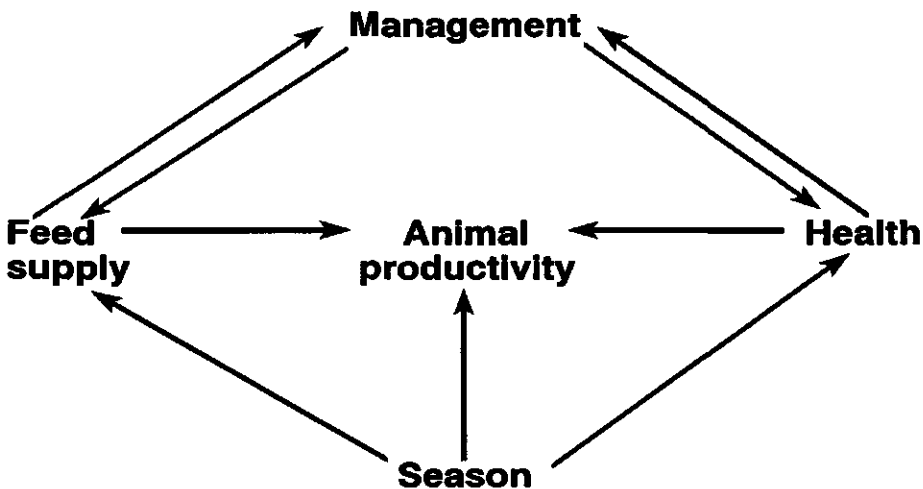 Management
Feed
supply
Animal
productivity
Health
Season